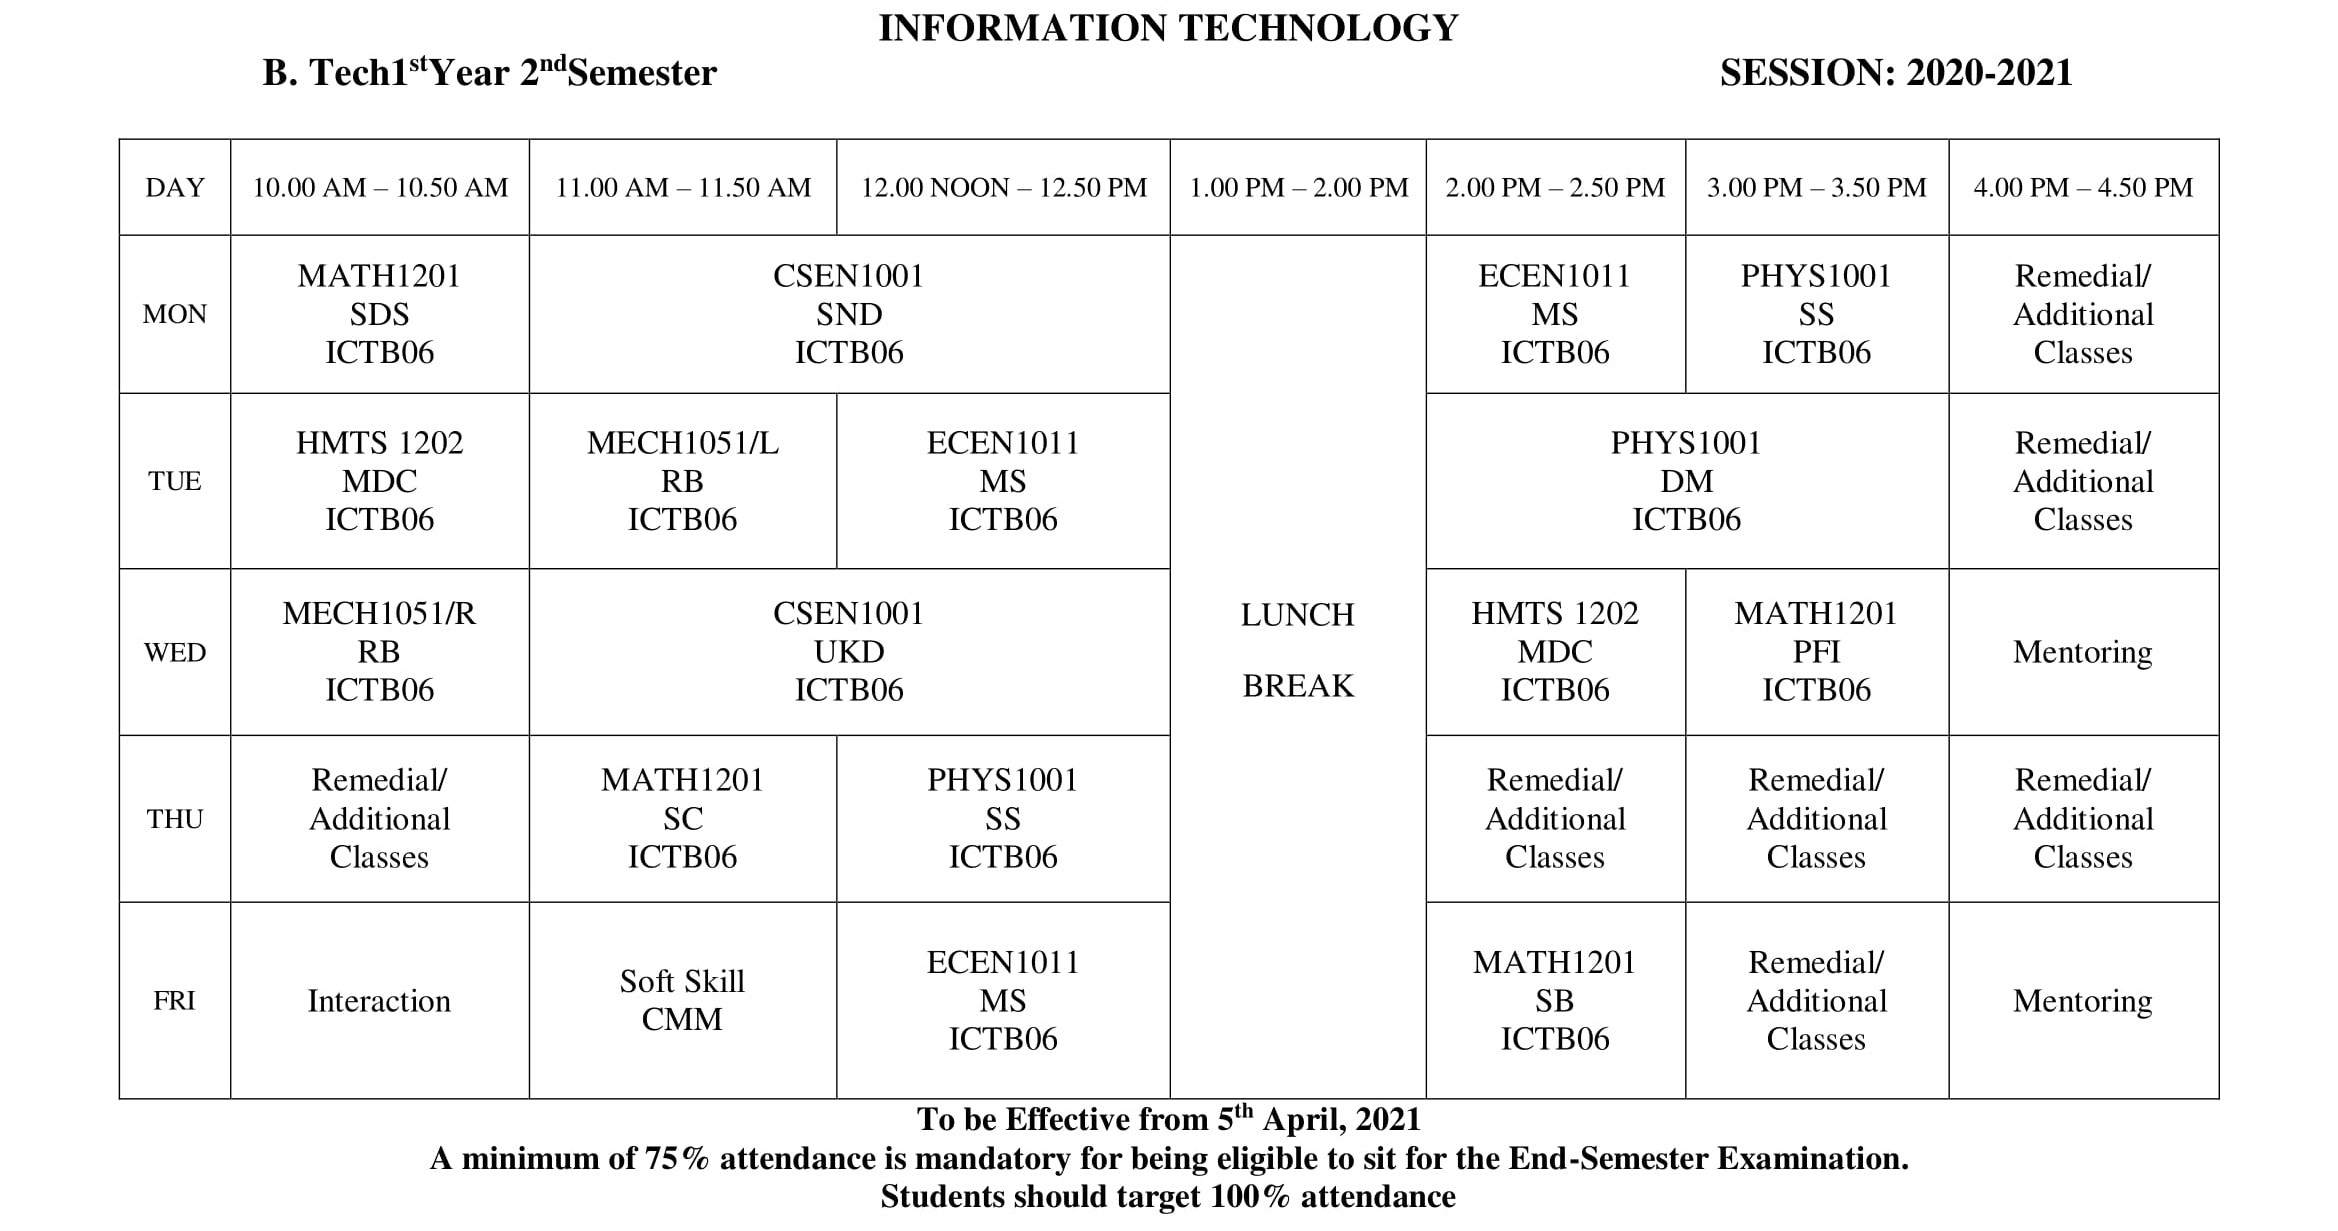 INFORMATION TECHNOLOGY
B. Tech1stYear 2ndSemester SESSION: 2020-2021
DAY 10.00 AM – 10.50 AM 11.00 AM – 11.50 AM 12.00 NOON – 12.50 PM 1.00 PM – 2.00 PM 2.00 PM – 2.50 PM 3.00 PM – 3.50 PM 4.00 PM – 4.50 PM
MON
MATH1201
SDS
ICTB06
CSEN1001
SND
ICTB06
ECEN1011
MS
ICTB06
PHYS1001
SS
ICTB06
Remedial/
Additional
Classes
TUE
HMTS 1202
MDC
ICTB06
MECH1051/L
RB
ICTB06
ECEN1011
MS
ICTB06
PHYS1001
DM
ICTB06
Remedial/
Additional
Classes
WED
MECH1051/R
RB
ICTB06
CSEN1001
UKD
ICTB06
LUNCH
BREAK
HMTS 1202
MDC
ICTB06
MATH1201
PFI
ICTB06
Mentoring
THU
Remedial/
Additional
Classes
MATH1201
SC
ICTB06
PHYS1001
SS
ICTB06
Remedial/
Additional
Classes
Remedial/
Additional
Classes
Remedial/
Additional
Classes
FRI
Interaction
Soft Skill
CMM
ECEN1011
MS
ICTB06
MATH1201
SB
ICTB06
Remedial/
Additional
Classes
Mentoring
To be Effective from 5th April, 2021
A minimum of 75% attendance is mandatory for being eligible to sit for the End-Semester Examination.
Students should target 100% attendance